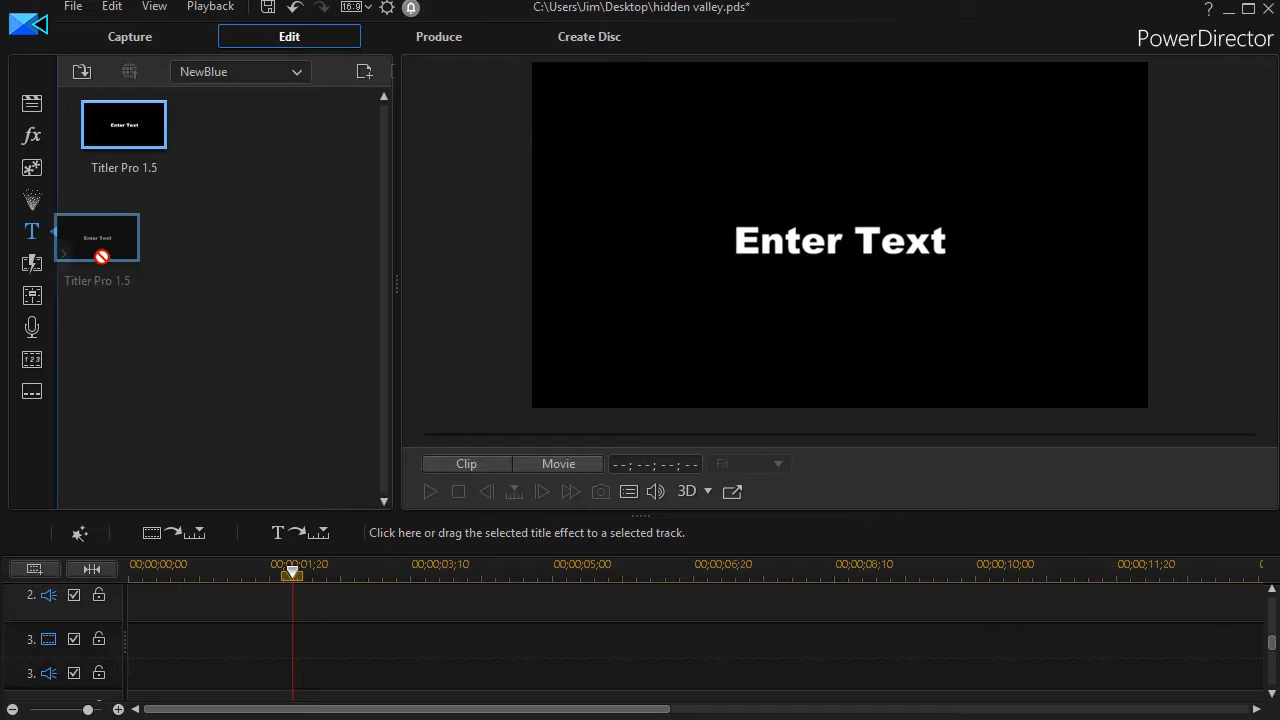 File Edit View Playback 16:9 C:\Users\Jim\Desktop\hidden valley.pds* ?
Capture Edit Produce Create Disc PowerDirector
NewBlue
Enter Text
Titler Pro 1.5
Enter Text
Titler Pro 1.5
Enter Text
Clip Movie --;--;--;-- Fit
3D
Click here or drag the selected title effect to a selected track.
00;00;00;00 00;00;01;20 00;00;03;10 00;00;05;00 00;00;06;20 00;00;08;10 00;00;10;00 00;00;11;20
2.
3.
3.